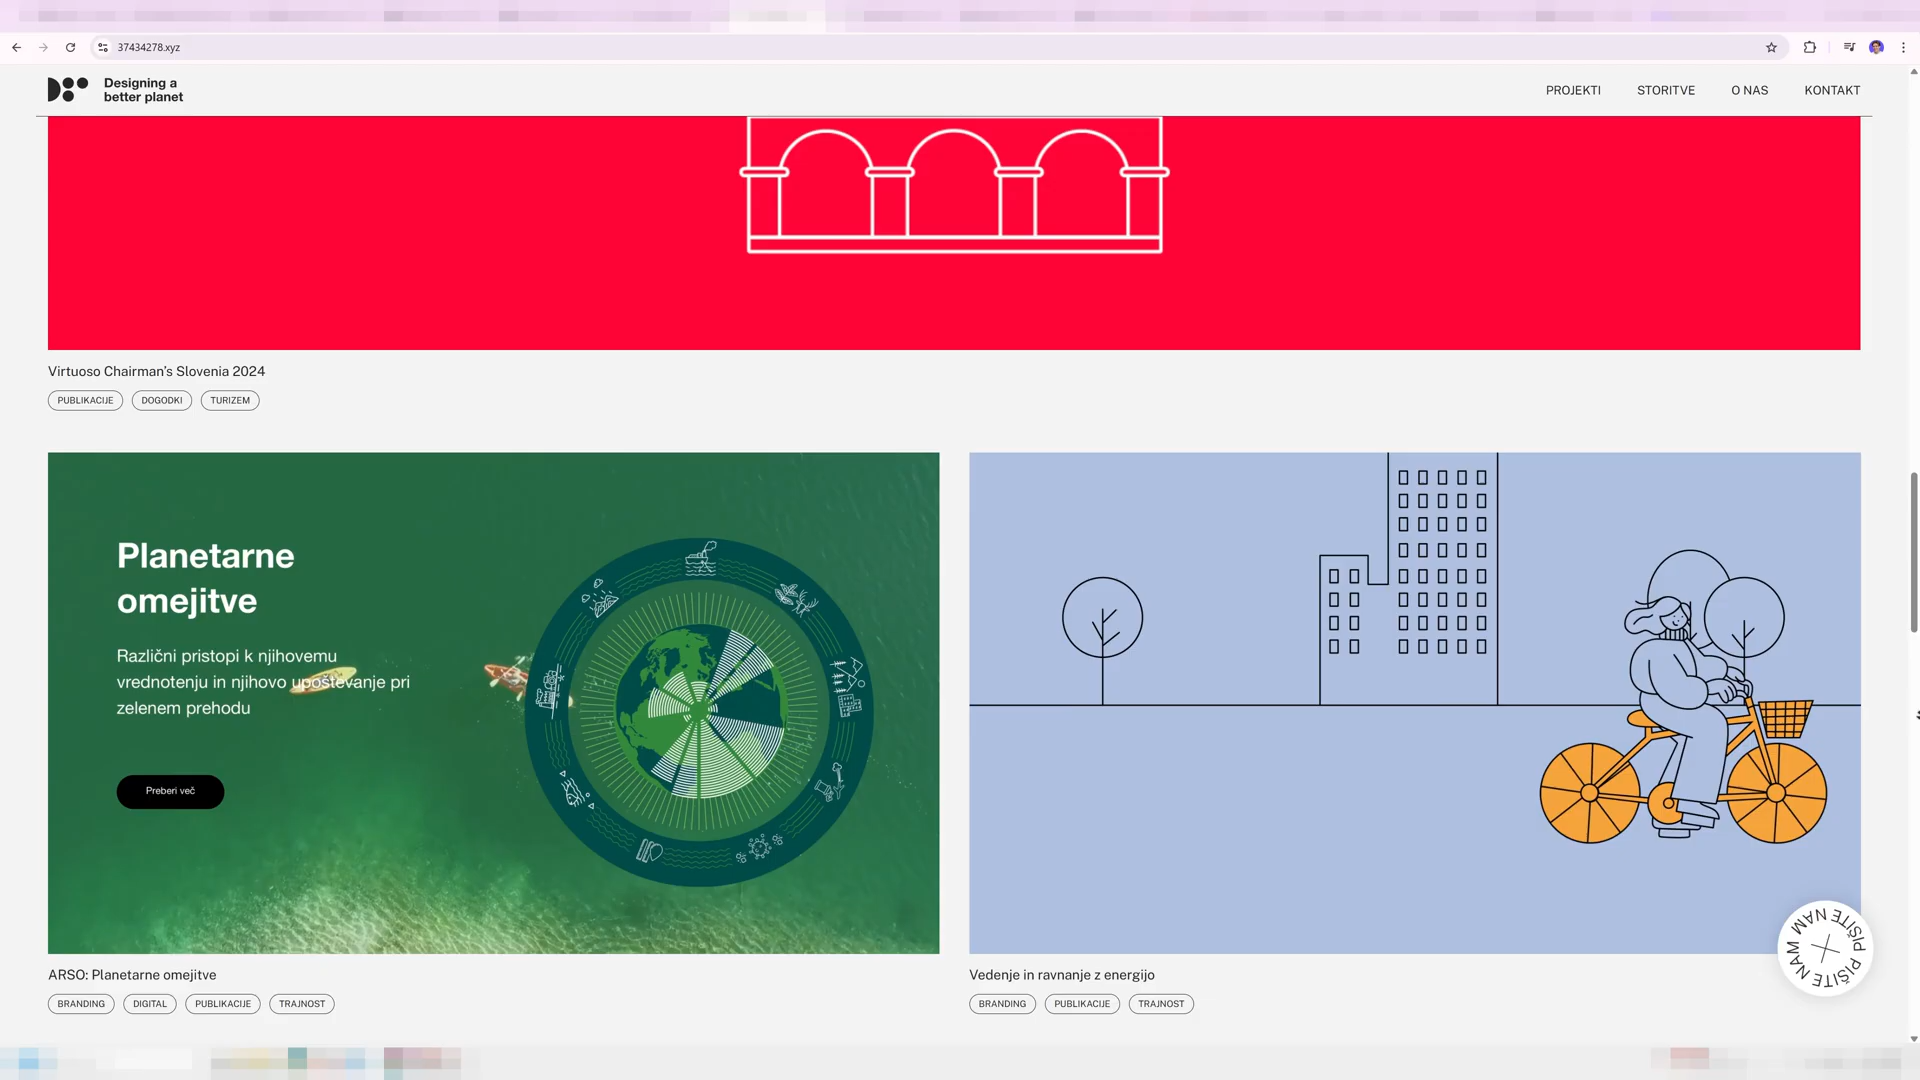 37434278.xyz
Designing a
better planet
PROJEKTI STORITVE O NAS KONTAKT
Virtuoso Chairman’s Slovenia 2024
PUBLIKACIJE DOGODKI TURIZEM
Planetarne
omejitve
Različni pristopi k njihovemu
vrednotenju in njihovo upoštevanje pri
zelenem prehodu
Preberi več
PIŠITE NAM PIŠITE NAM
ARSO: Planetarne omejitve
BRANDING DIGITAL PUBLIKACIJE TRAJNOST
Vedenje in ravnanje z energijo
BRANDING PUBLIKACIJE TRAJNOST